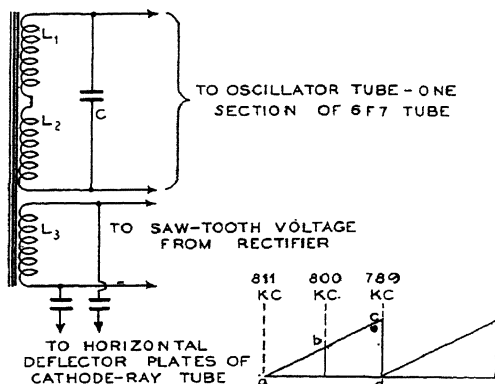 L1
L2
C
TO OSCILLATOR TUBE - ONE
SECTION OF 6F7 TUBE
L3
TO SAW-TOOTH VOLTAGE
FROM RECTIFIER
TO HORIZONTAL
DEFLECTOR PLATES OF
CATHODE-RAY TUBE
811 800 789
KC KC. KC
b c